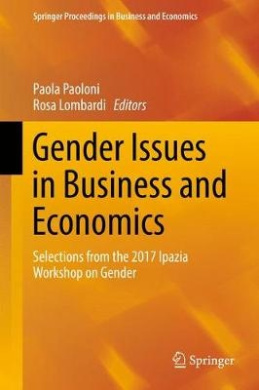 Springer Proceedings in Business and Economics
Paola Paoloni
Rosa Lombardi Editors
Gender Issues
in Business and
Economics
Selections from the 2017 Ipazia
Workshop on Gender
Springer